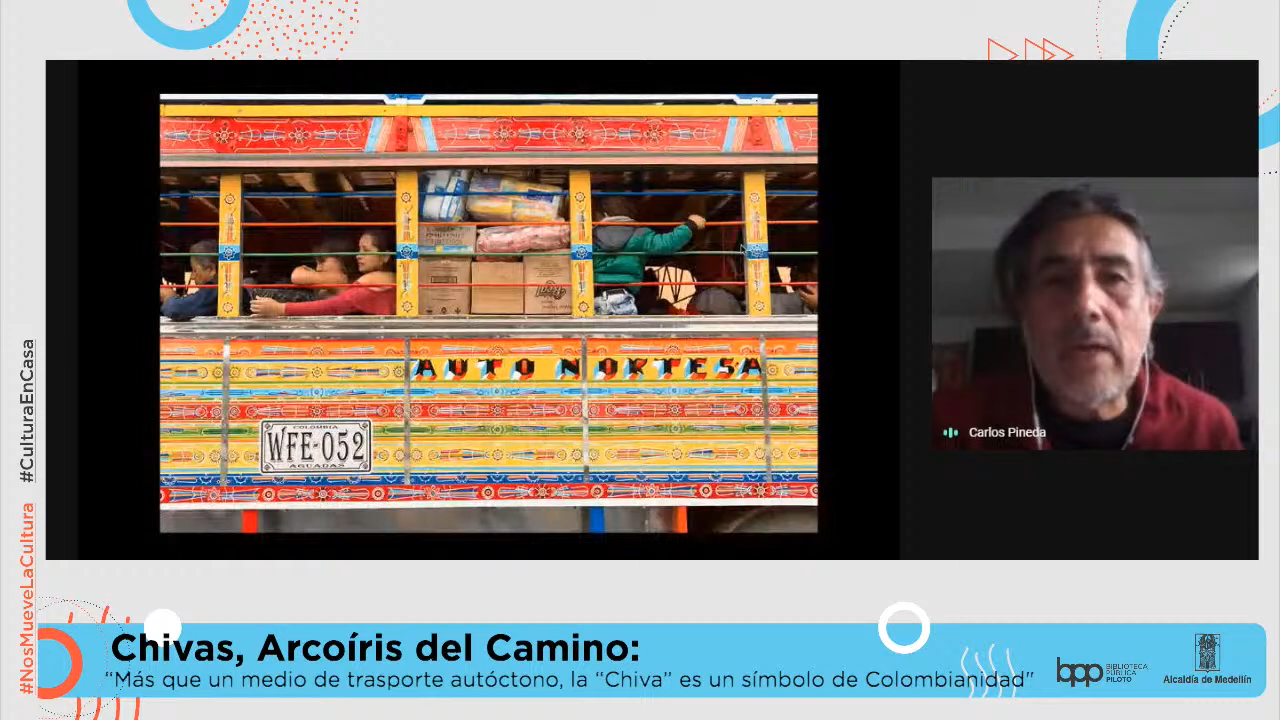 AUTO NORTESA
COLOMBIA
WFE-052
AGUADAS
Carlos Pineda
#NosMueveLaCultura #CulturaEnCasa
Chivas, Arcoíris del Camino:
“Más que un medio de trasporte autóctono, la “Chiva” es un símbolo de Colombianidad”
bpp BIBLIOTECA
PÚBLICA
PILOTO
Alcaldía de Medellín